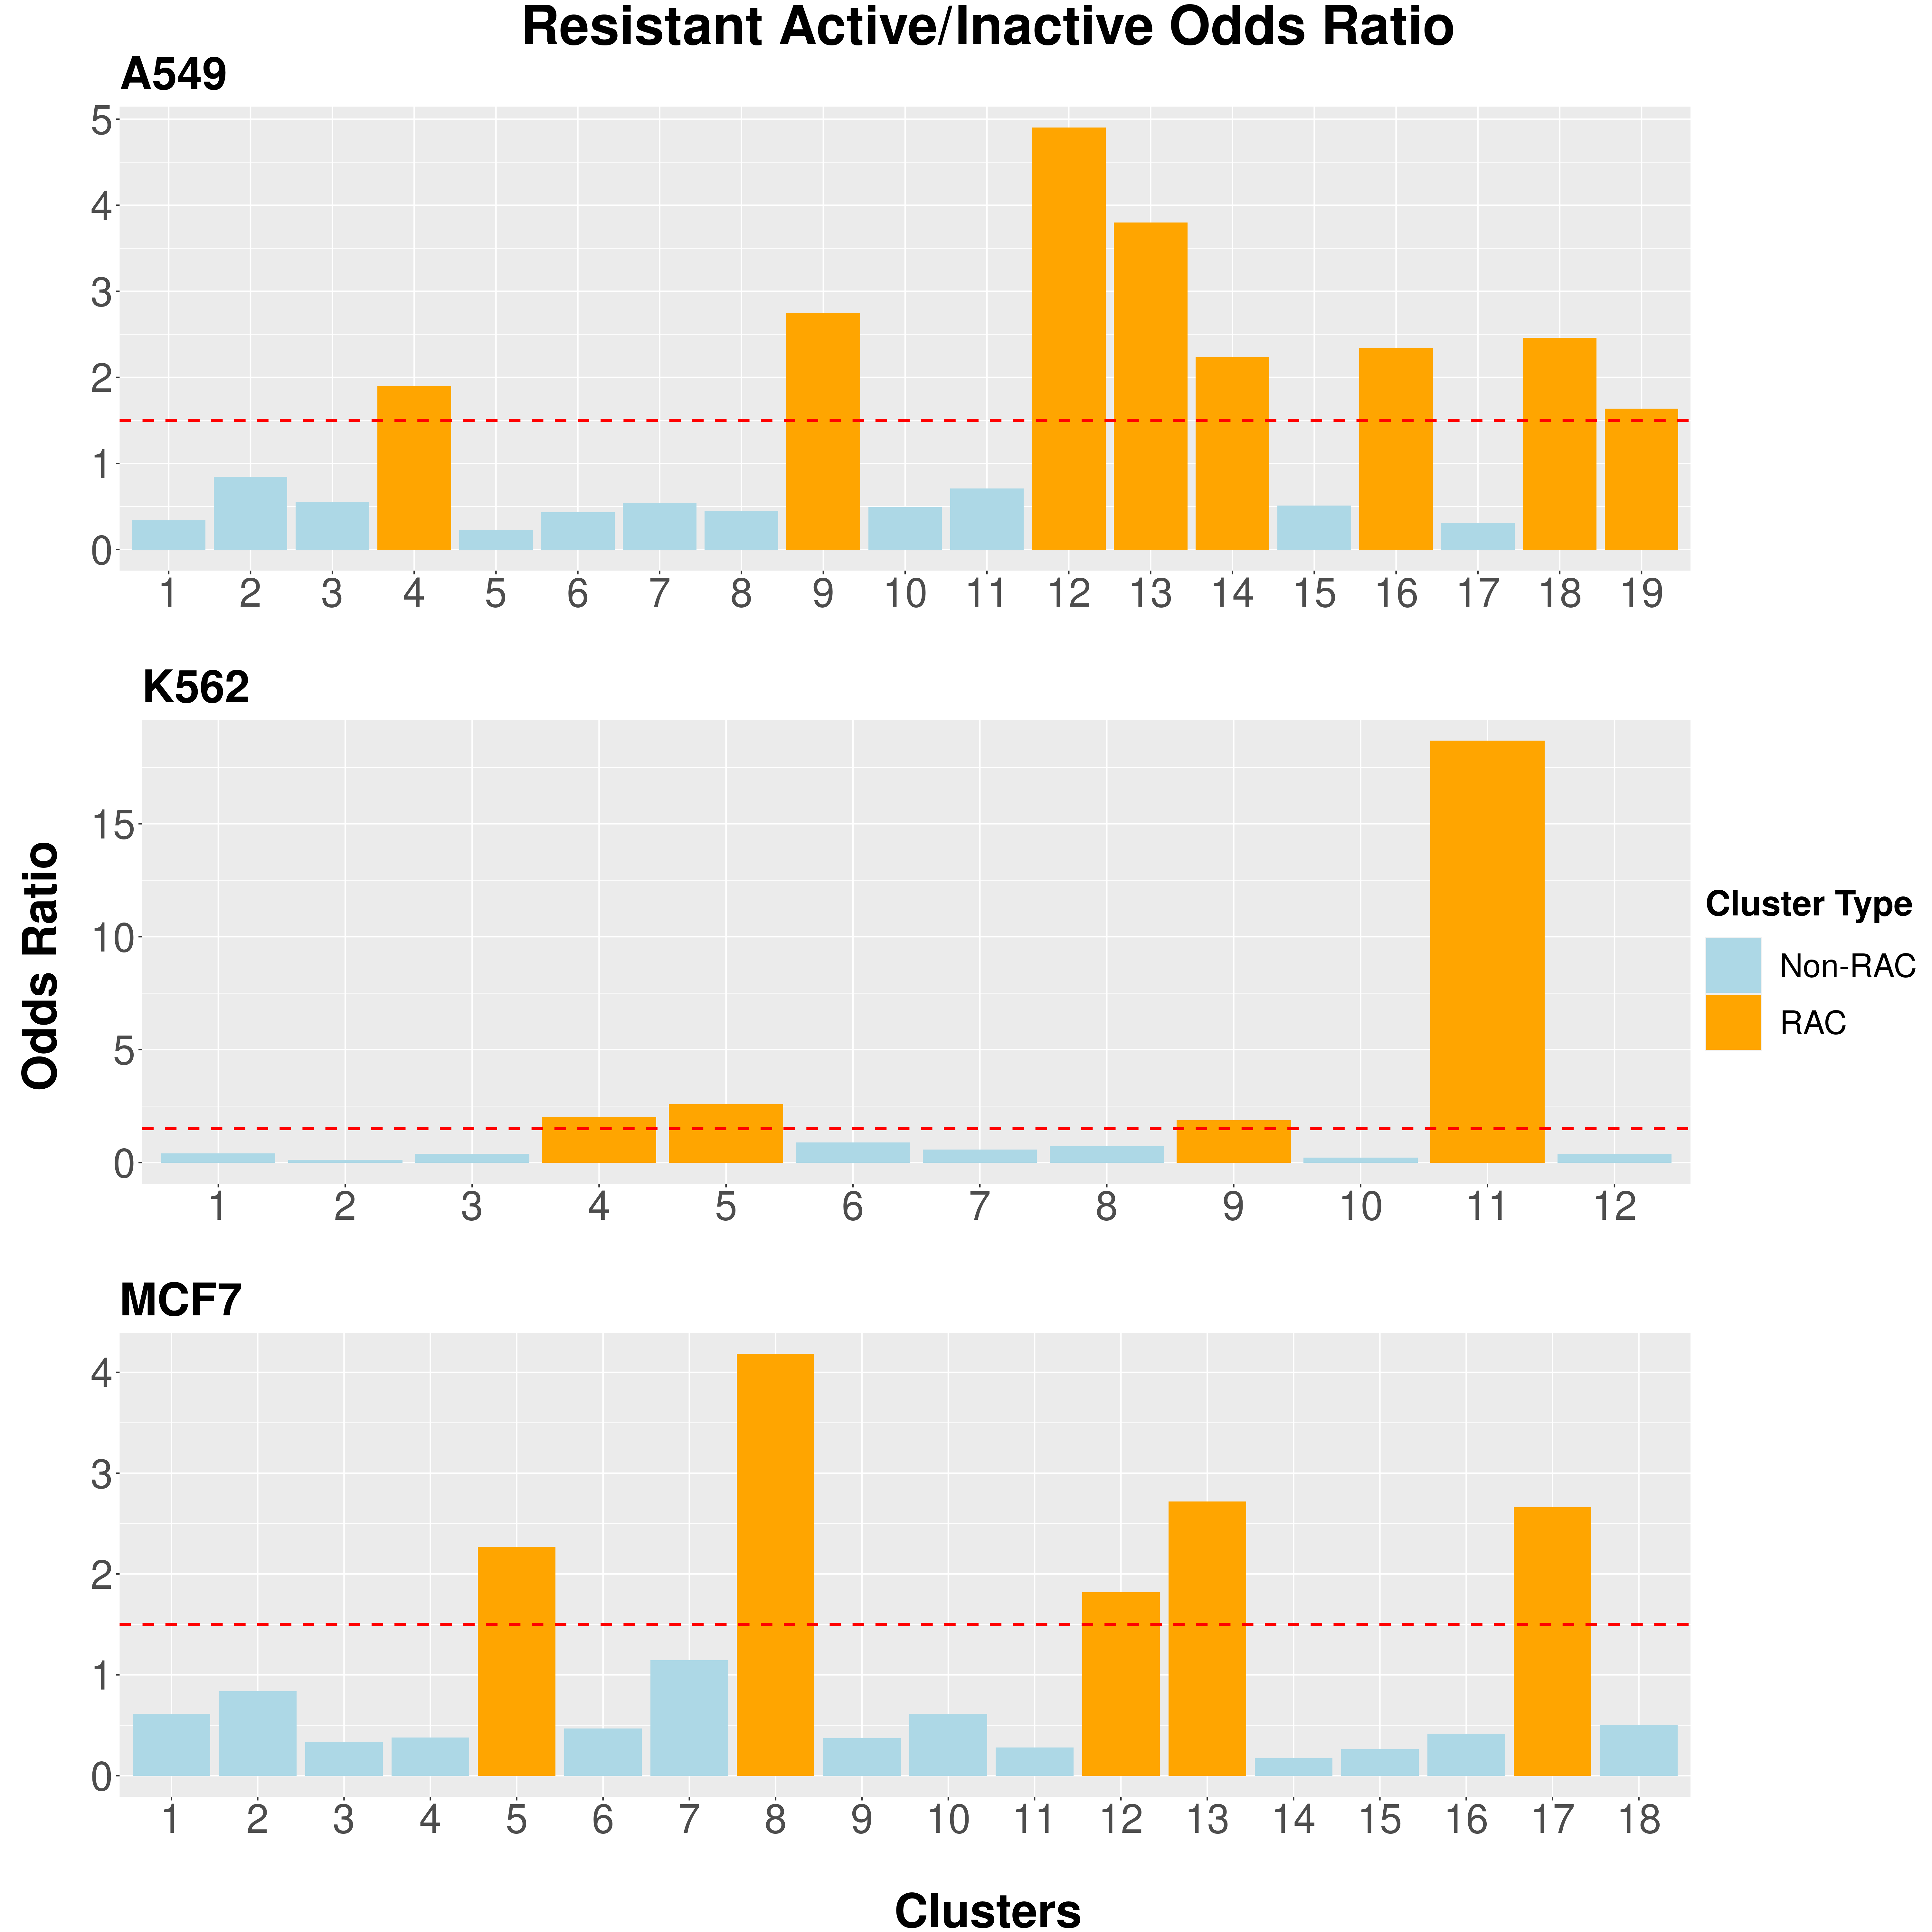 Resistant Active/Inactive Odds Ratio
A549
5
4
3
2
1
0
1 2 3 4 5 6 7 8 9 10 11 12 13 14 15 16 17 18 19
K562
15
10
5
0
1 2 3 4 5 6 7 8 9 10 11 12
Odds Ratio
Cluster Type
Non-RAC
RAC
MCF7
4
3
2
1
0
1 2 3 4 5 6 7 8 9 10 11 12 13 14 15 16 17 18
Clusters